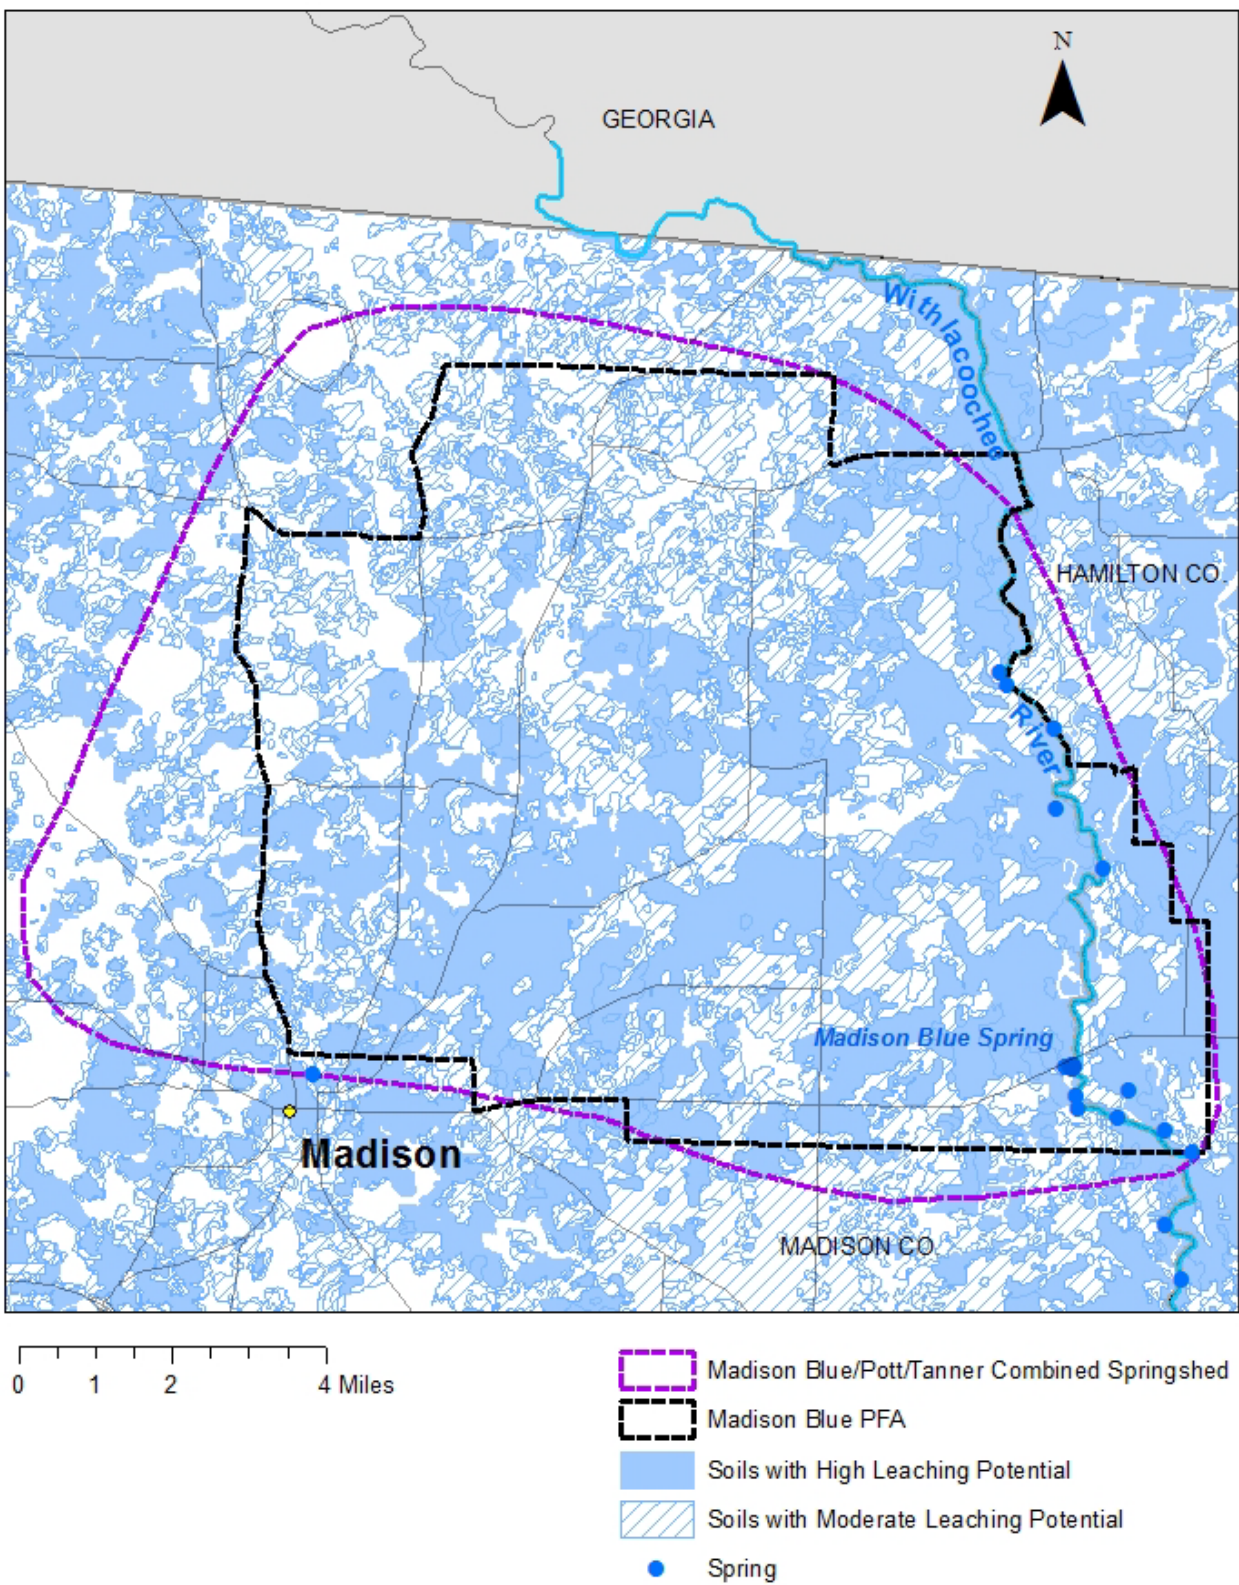 N
GEORGIA
Withlacoochee
HAMILTON CO.
River
Madison Blue Spring
Madison
MADISON CO.
0 1 2 4 Miles
Madison Blue/Pott/Tanner Combined Springshed
Madison Blue PFA
Soils with High Leaching Potential
Soils with Moderate Leaching Potential
Spring